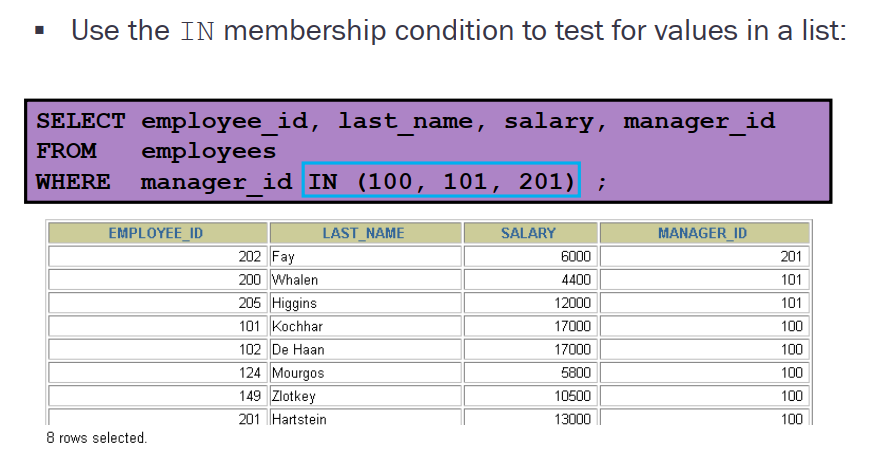 ▪ Use the IN membership condition to test for values in a list:
SELECT employee_id, last_name, salary, manager_id
FROM employees
WHERE manager_id IN (100, 101, 201) ;
EMPLOYEE_ID LAST_NAME SALARY MANAGER_ID
202 Fay 6000 201
200 Whalen 4400 101
205 Higgins 12000 101
101 Kochhar 17000 100
102 De Haan 17000 100
124 Mourgos 5800 100
149 Zlotkey 10500 100
201 Hartstein 13000 100
8 rows selected.